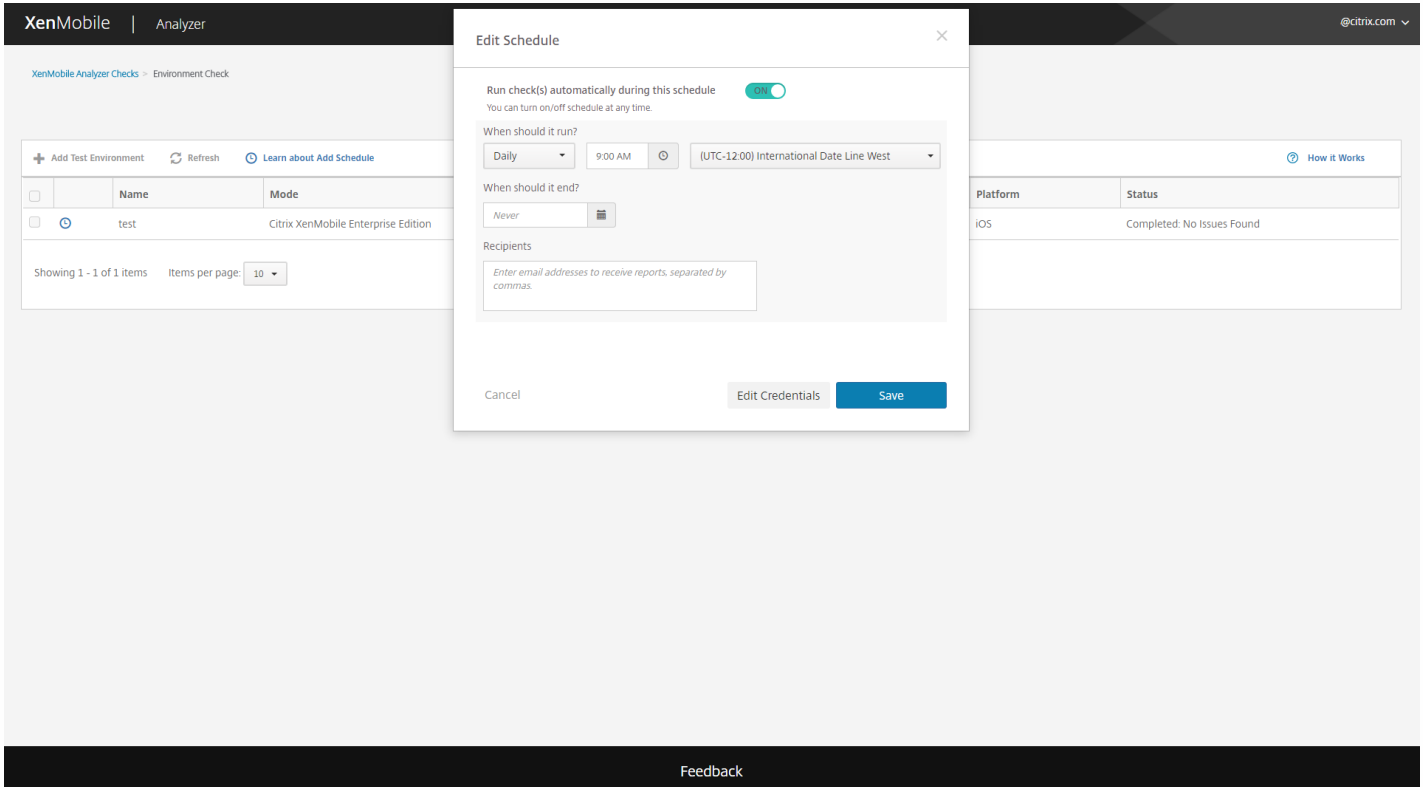 XenMobile | Analyzer
@citrix.com
XenMobile Analyzer Checks > Environment Check
Add Test Environment
Refresh
Learn about Add Schedule
How it Works
Name
Mode
Platform
Status
test
Citrix XenMobile Enterprise Edition
iOS
Completed: No Issues Found
Showing 1 - 1 of 1 items
Items per page: 10
Edit Schedule
Run check(s) automatically during this schedule
ON
You can turn on/off schedule at any time.
When should it run?
Daily
9:00 AM
(UTC-12:00) International Date Line West
When should it end?
Never
Recipients
Enter email addresses to receive reports, separated by
commas.
Cancel
Edit Credentials
Save
Feedback